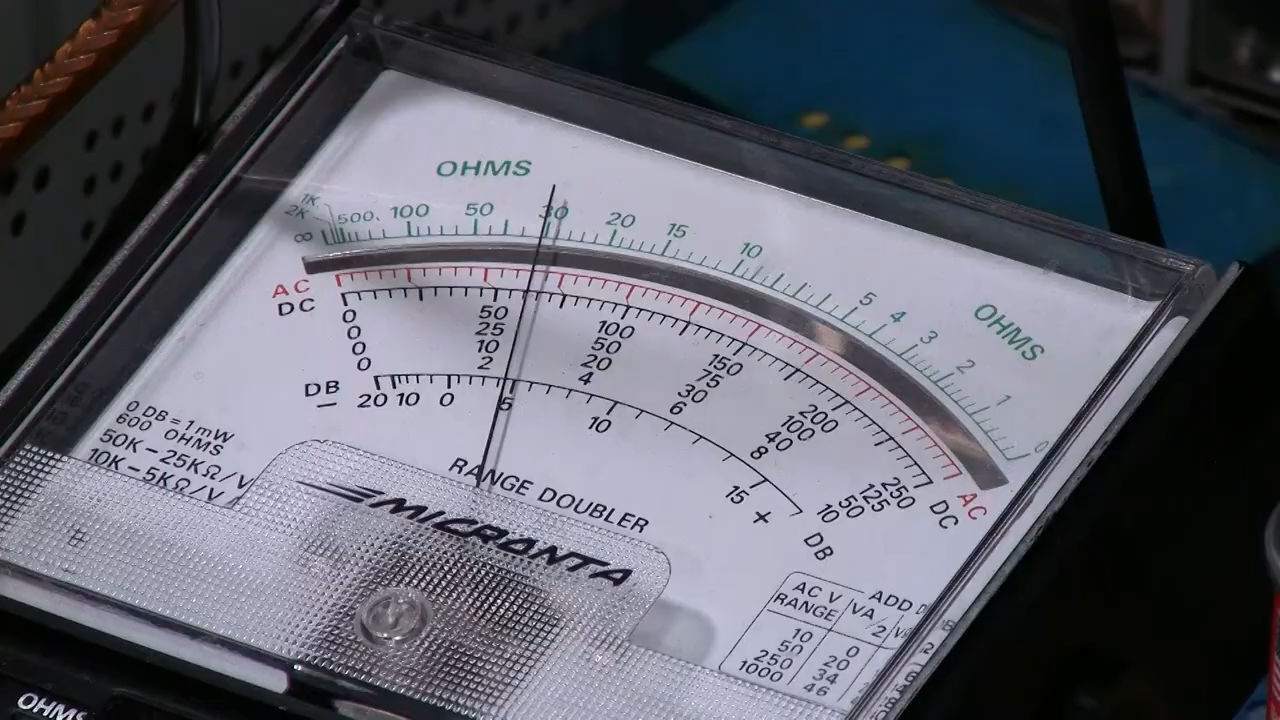 OHMS
1K
2K
∞ 500 100 50 30 20 15 10 5 4 3 2 1 0
OHMS
AC
DC
0 50 100 150 200 250 DC AC
0 25 50 75 100 125
0 10 20 30 40 50
0 2 4 6 8 10
DB
– 20 10 0 5 10 15 + DB
0 DB = 1 mW
600 OHMS
50K – 25KΩ/V
10K – 5KΩ/V
RANGE DOUBLER
MICRONTA
AC V ADD
RANGE VA/2
10 0
50 20
250 34
1000 46
OHMS